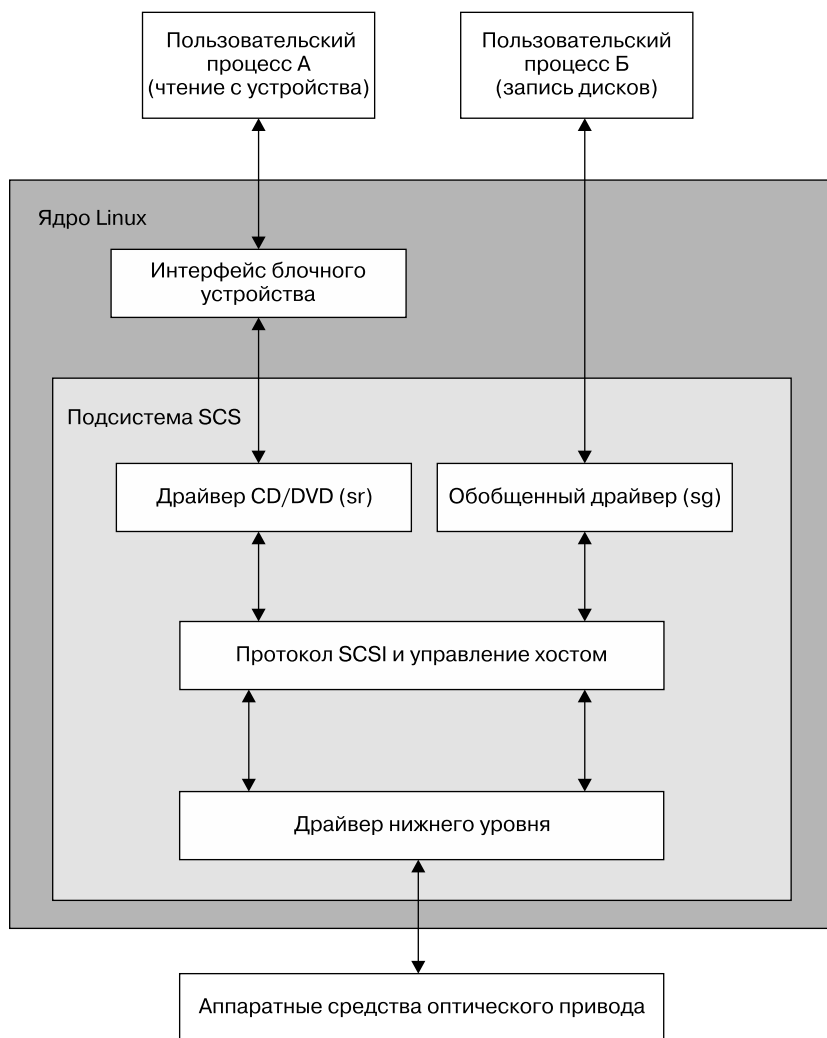 Пользовательский
процесс А
(чтение с устройства)
Пользовательский
процесс Б
(запись дисков)
Ядро Linux
Интерфейс блочного
устройства
Подсистема SCS
Драйвер CD/DVD (sr)
Обобщенный драйвер (sg)
Протокол SCSI и управление хостом
Драйвер нижнего уровня
Аппаратные средства оптического привода